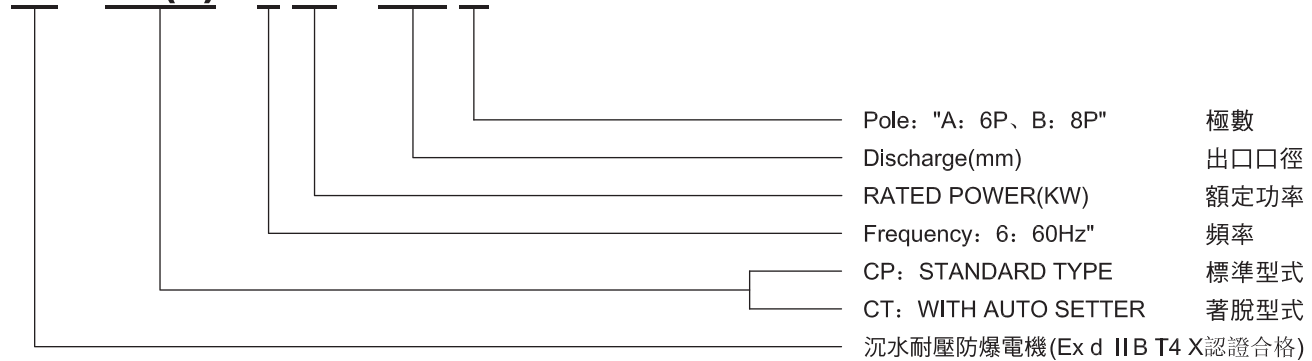 Pole：“A：6P、B：8P” 極數
Discharge(mm) 出口口徑
RATED POWER(KW) 額定功率
Frequency：6：60Hz" 頻率
CP：STANDARD TYPE 標準型式
CT：WITH AUTO SETTER 著脫型式
沉水耐壓防爆電機(Ex d II B T4 X認證合格)